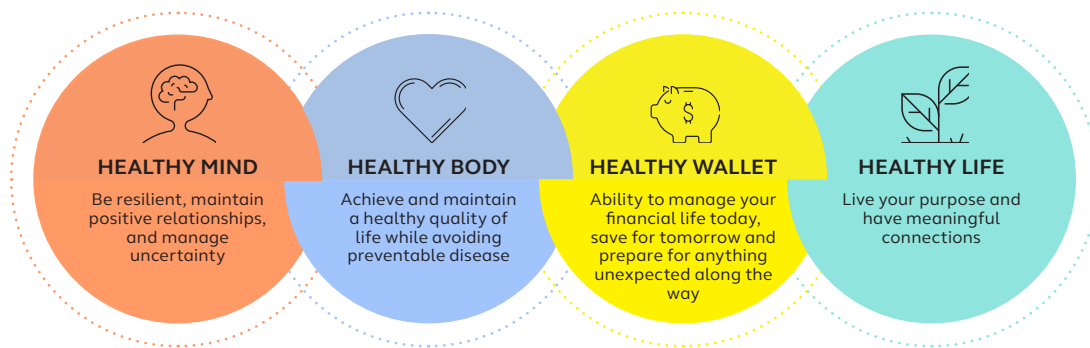 HEALTHY MIND
Be resilient, maintain
positive relationships,
and manage
uncertainty
HEALTHY BODY
Achieve and maintain
a healthy quality of
life while avoiding
preventable disease
$
HEALTHY WALLET
Ability to manage your
financial life today,
save for tomorrow and
prepare for anything
unexpected along the
way
HEALTHY LIFE
Live your purpose and
have meaningful
connections